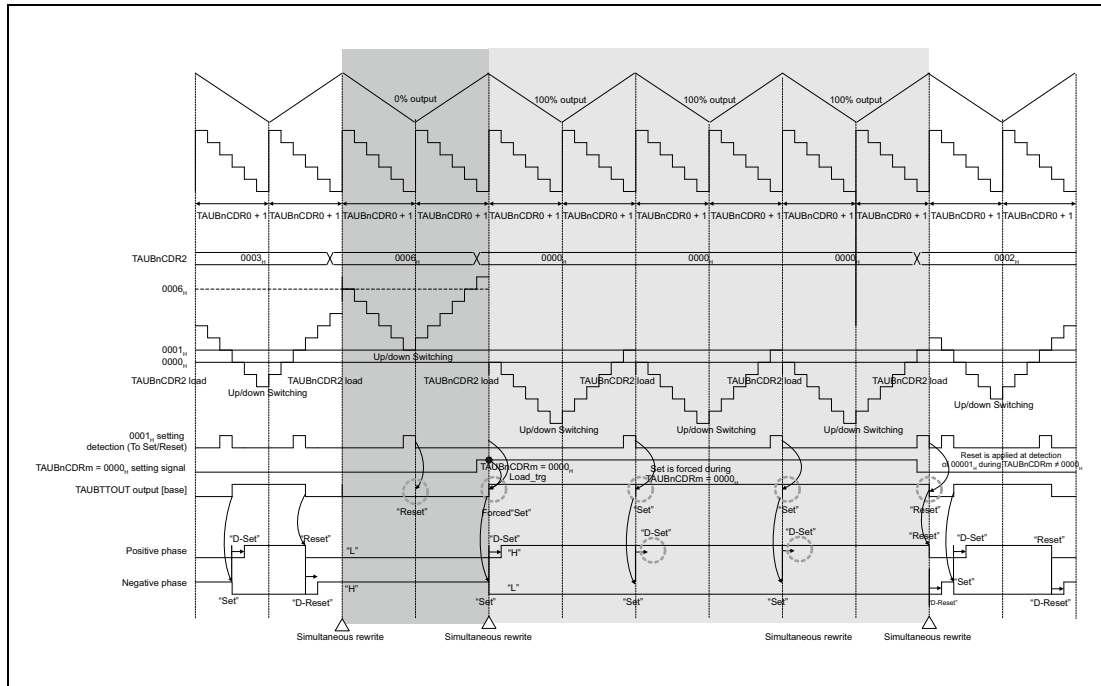 0% output
100% output
100% output
100% output
TAUBnCDR0 + 1
TAUBnCDR0 + 1
TAUBnCDR0 + 1
TAUBnCDR0 + 1
TAUBnCDR0 + 1
TAUBnCDR0 + 1
TAUBnCDR0 + 1
TAUBnCDR0 + 1
TAUBnCDR0 + 1
TAUBnCDR0 + 1
TAUBnCDR0 + 1
TAUBnCDR0 + 1
TAUBnCDR2
0003H
0006H
0000H
0000H
0000H
0002H
0006H
0001H
0000H
Up/down Switching
TAUBnCDR2 load
TAUBnCDR2 load
TAUBnCDR2 load
TAUBnCDR2 load
TAUBnCDR2 load
TAUBnCDR2 load
Up/down Switching
Up/down Switching
Up/down Switching
Up/down Switching
Up/down Switching
0001H setting
detection (To Set/Reset)
Reset is applied at detection
of 00001H during TAUBnCDRm ≠ 0000H
TAUBnCDRm = 0000H setting signal
TAUBnCDRm = 0000H
Load_trg
Set is forced during
TAUBnCDRm = 0000H
TAUBTTOUT output [base]
“Reset”
Forced“Set”
“Set”
“Set”
“Reset”
“D-Set”
“Reset”
“D-Set”
“D-Set”
“D-Set”
“Reset”
“D-Set”
“Reset”
Positive phase
“L”
“H”
Negative phase
“H”
“L”
“Set”
“Set”
“D-Reset”
“Set”
“Set”
“Set”
“D-Reset”
“D-Reset”
Simultaneous rewrite
Simultaneous rewrite
Simultaneous rewrite
Simultaneous rewrite